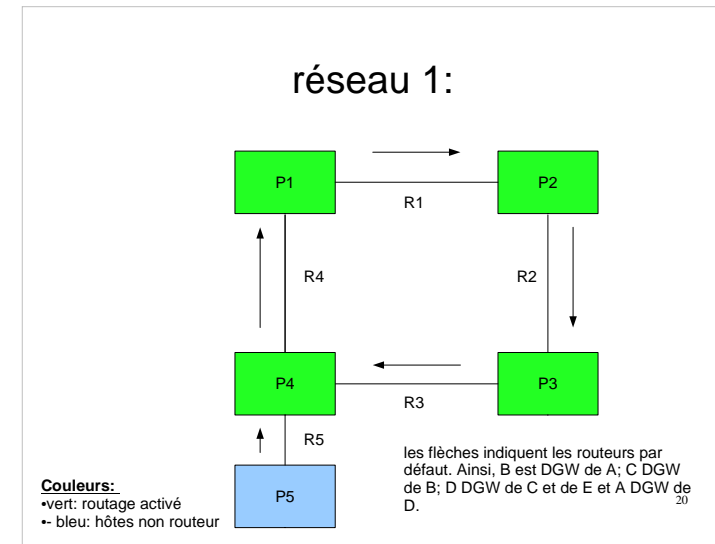 réseau 1:
P1
P2
R1
R4
R2
P4
P3
R3
R5
P5
les flèches indiquent les routeurs par
défaut. Ainsi, B est DGW de A; C DGW
de B; D DGW de C et de E et A DGW de
D.
20
Couleurs:
•vert: routage activé
•- bleu: hôtes non routeur